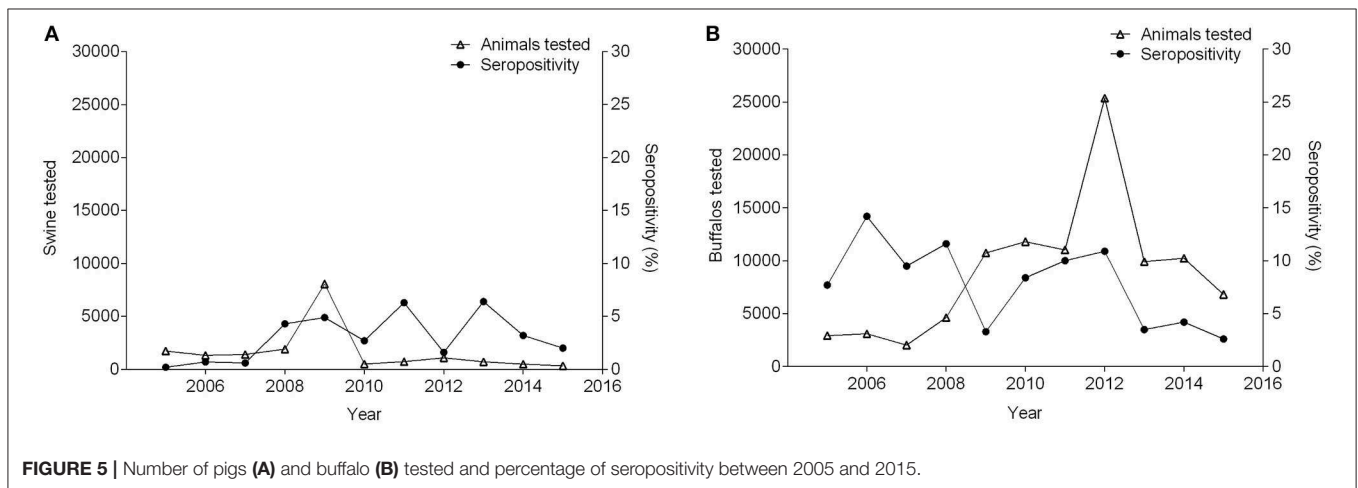 A
Animals tested
Seropositivity
30000
25000
20000
15000
10000
5000
0
Swine tested
30
25
20
15
10
5
0
Seropositivity (%)
2006 2008 2010 2012 2014 2016
Year
B
Animals tested
Seropositivity
30000
25000
20000
15000
10000
5000
0
Buffalos tested
30
25
20
15
10
5
0
Seropositivity (%)
2006 2008 2010 2012 2014 2016
Year
FIGURE 5 | Number of pigs (A) and buffalo (B) tested and percentage of seropositivity between 2005 and 2015.